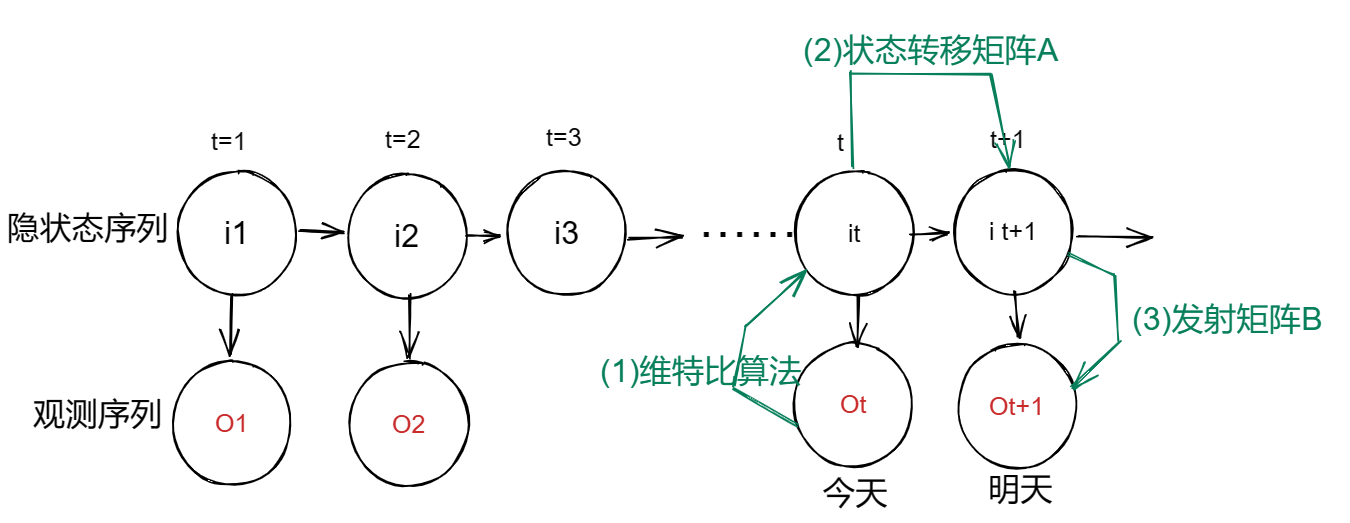 (2)状态转移矩阵A
t=1
t=2
t=3
t
t+1
隐状态序列
i1
i2
i3
······
it
i t+1
(3)发射矩阵B
(1)维特比算法
观测序列
O1
O2
Ot
Ot+1
今天
明天